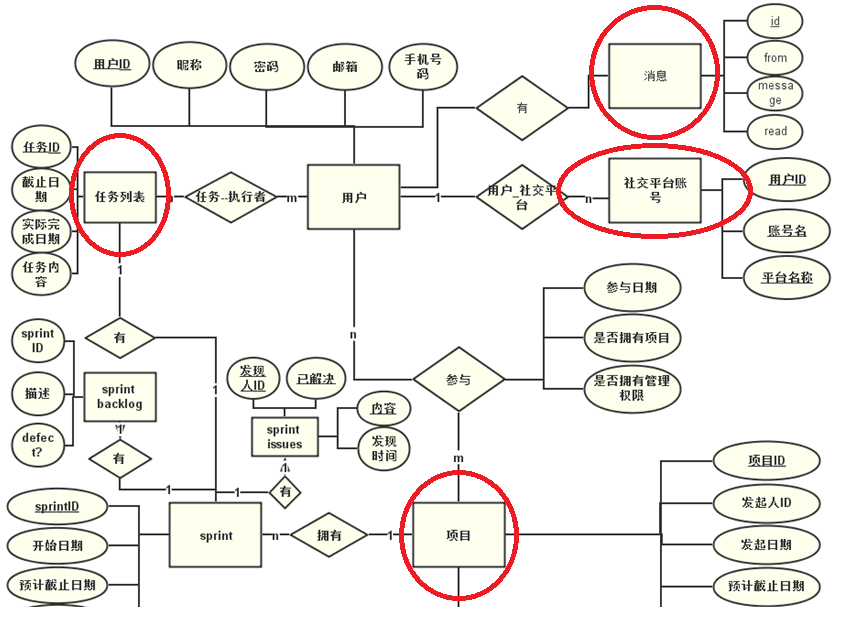 id
用户ID
昵称
密码
邮箱
手机号
码
消息
from
有
messa
ge
read
任务ID
截止日
期
任务列表
任务--执行者
m
用户
1
用户_社交平
台
n
社交平台账
号
用户ID
实际完
成日期
账号名
任务内
容
1
平台名称
参与日期
sprint
ID
有
n
是否拥有项目
1
参与
发现
人ID
已解决
是否拥有管理
权限
描述
sprint
backlog
内容
sprint
issues
defec
t?
1
发现
时间
有
m
项目ID
1
1
1
有
sprintID
发起人ID
sprint
n
拥有
1
项目
开始日期
发起日期
预计截止日期
预计截止日期